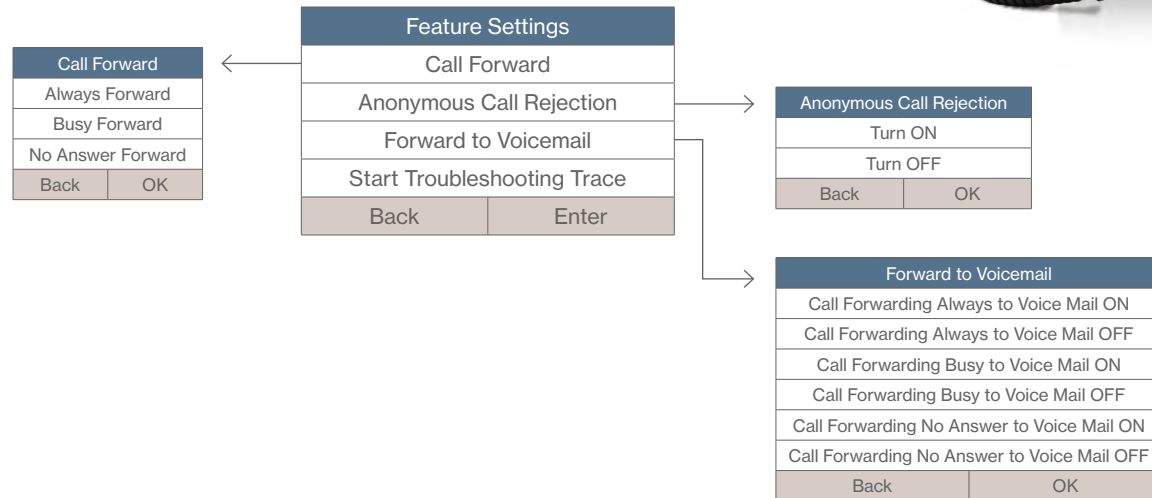 Feature Settings
Call Forward
Anonymous Call Rejection
Forward to Voicemail
Start Troubleshooting Trace
Back Enter
Call Forward
Always Forward
Busy Forward
No Answer Forward
Back OK
Anonymous Call Rejection
Turn ON
Turn OFF
Back OK
Forward to Voicemail
Call Forwarding Always to Voice Mail ON
Call Forwarding Always to Voice Mail OFF
Call Forwarding Busy to Voice Mail ON
Call Forwarding Busy to Voice Mail OFF
Call Forwarding No Answer to Voice Mail ON
Call Forwarding No Answer to Voice Mail OFF
Back OK